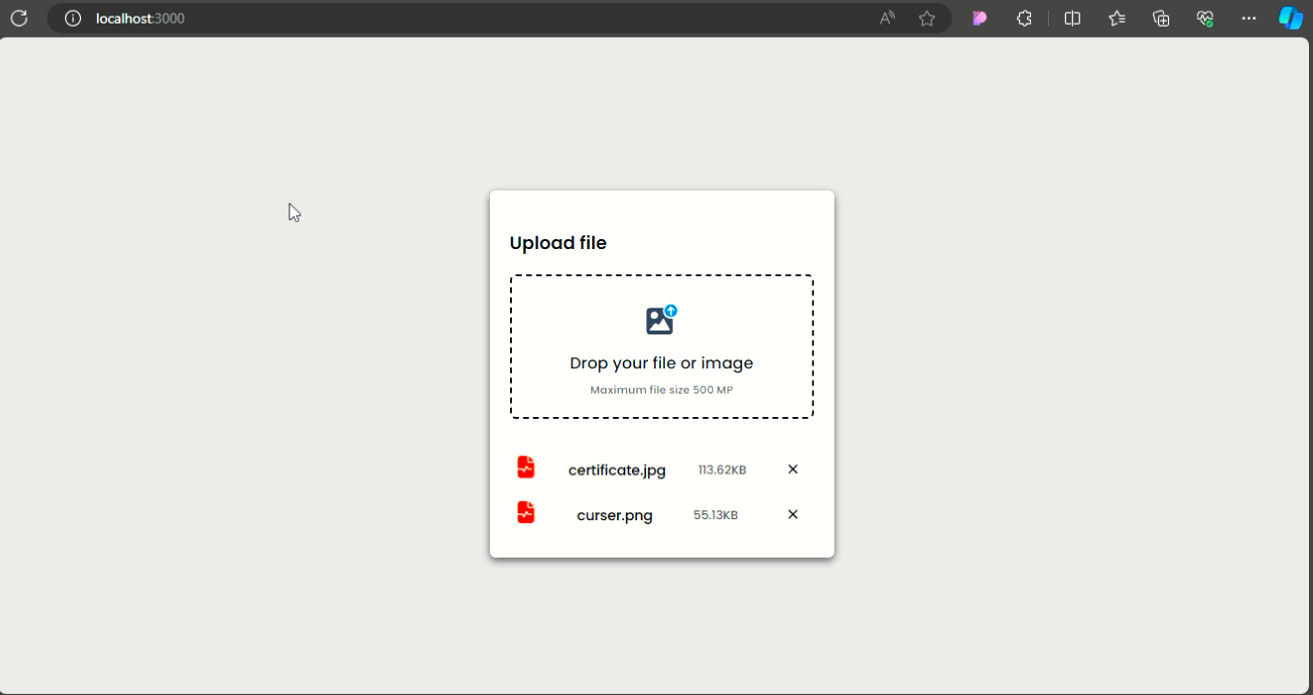 localhost:3000
Upload file
Drop your file or image
Maximum file size 500 MP
certificate.jpg 113.62KB
curser.png 55.13KB